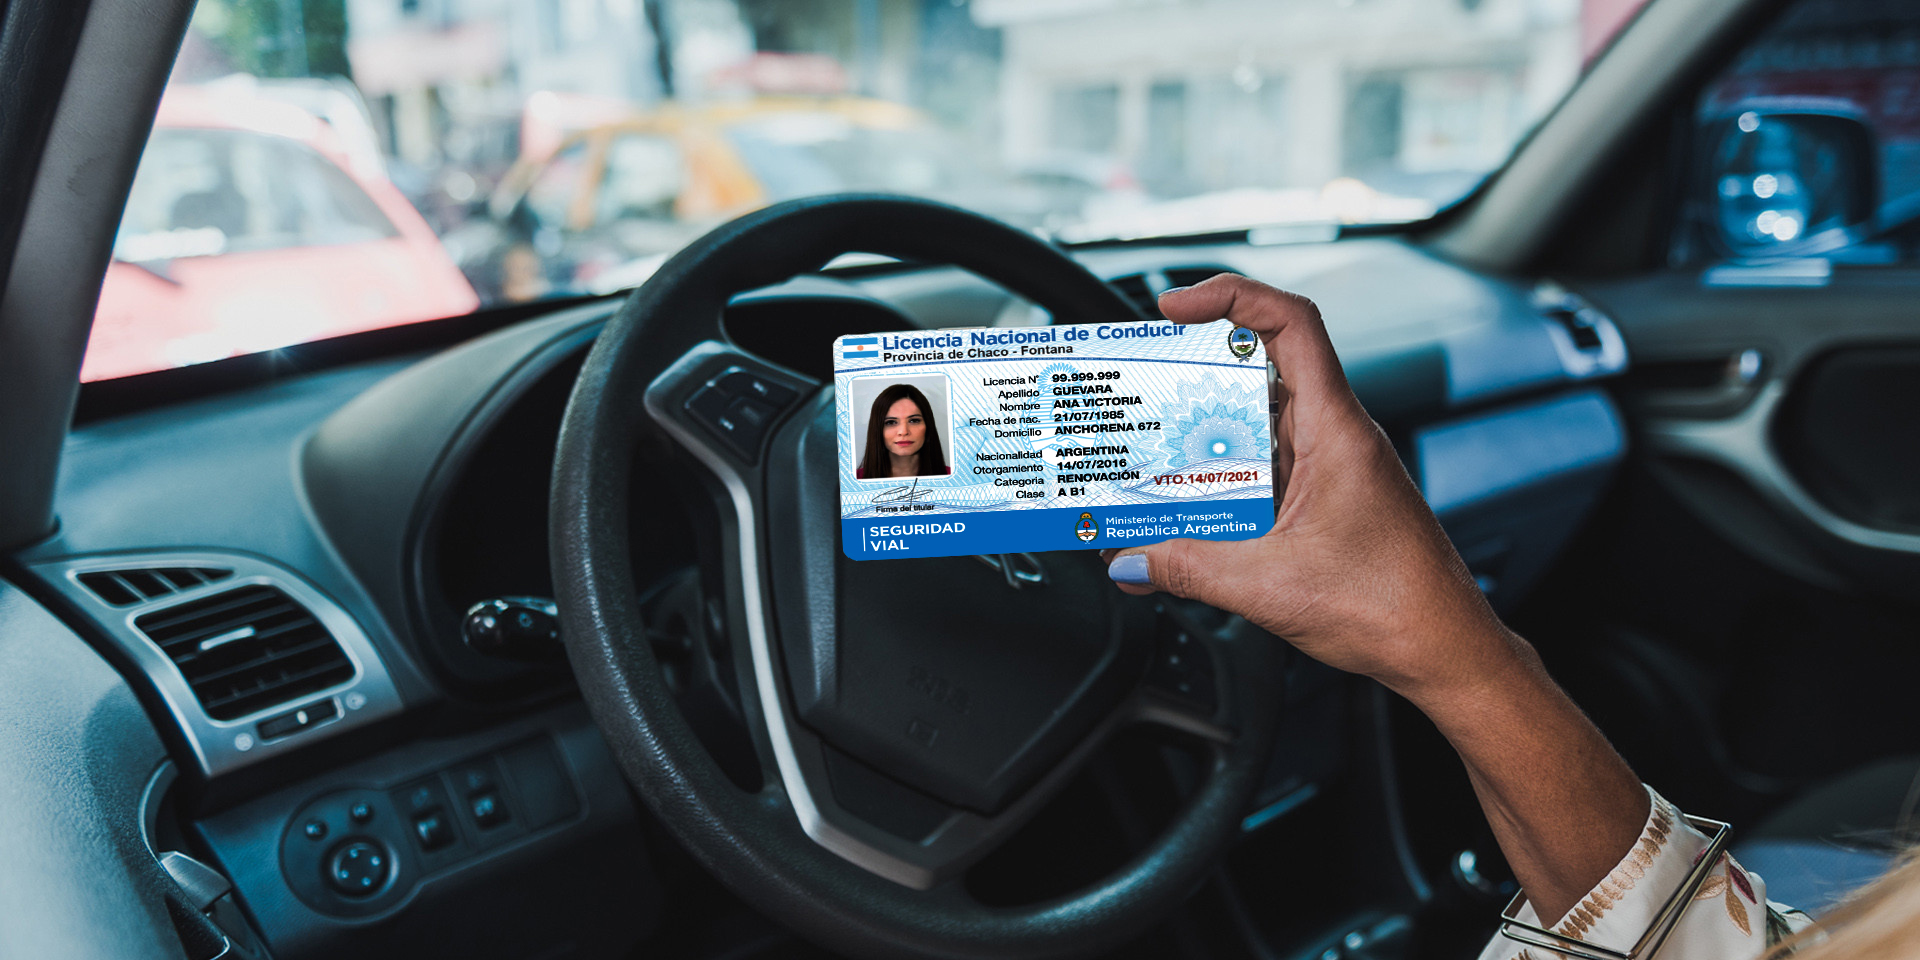 Licencia Nacional de Conducir
Provincia de Chaco - Fontana
Licencia N° 99.999.999
Apellido GUEVARA
Nombre ANA VICTORIA
Fecha de nac. 21/07/1985
Domicilio ANCHORENA 672
Nacionalidad ARGENTINA
Otorgamiento 14/07/2016
Categoria RENOVACIÓN
Clase A B1
VTO.14/07/2021
Firma del titular
SEGURIDAD
VIAL
Ministerio de Transporte
República Argentina